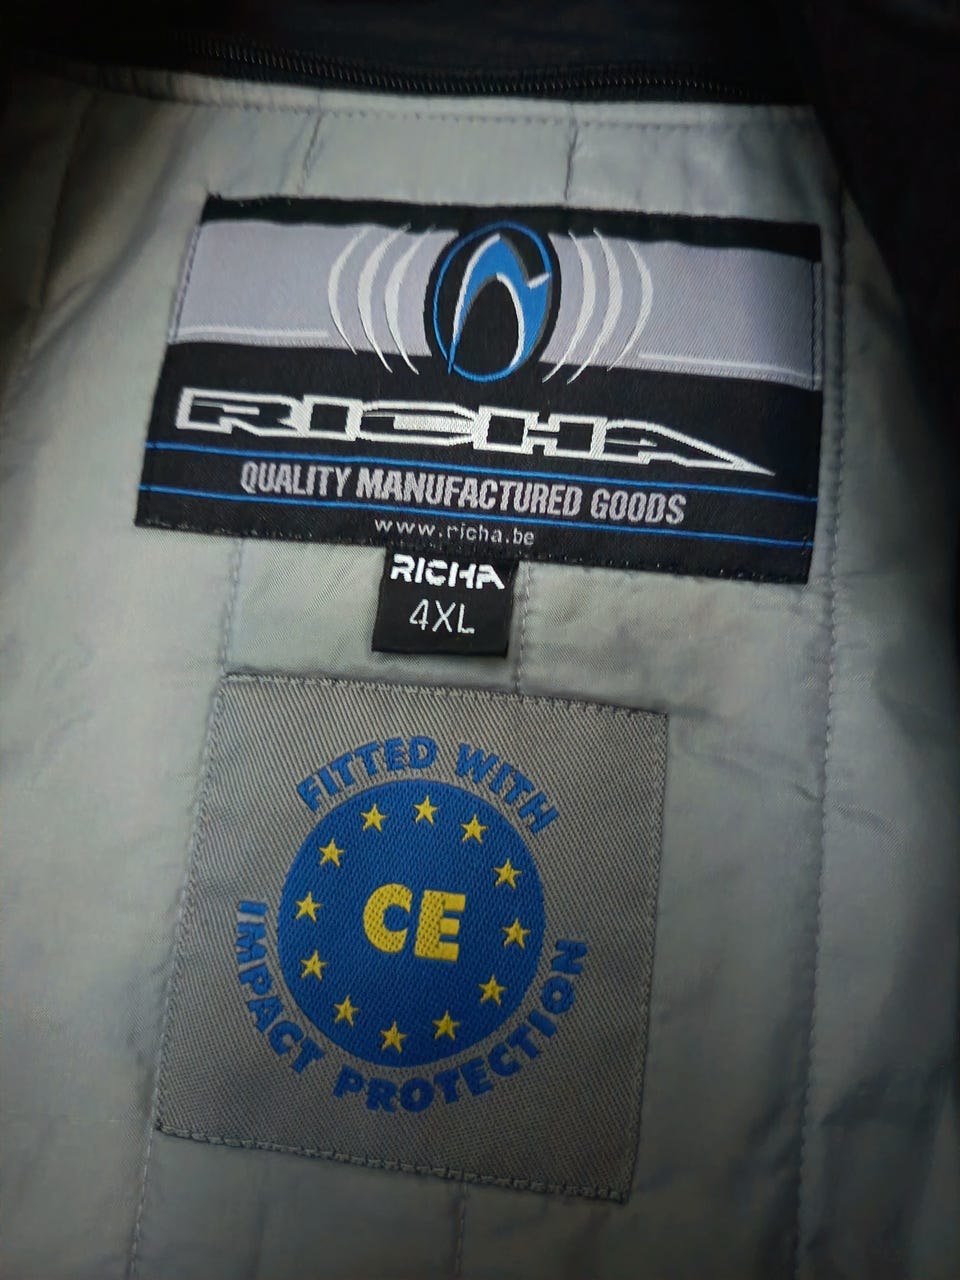 RICHA
QUALITY MANUFACTURED GOODS
www.richa.be
RICHA
4XL
FITTED WITH
CE
IMPACT PROTECTION